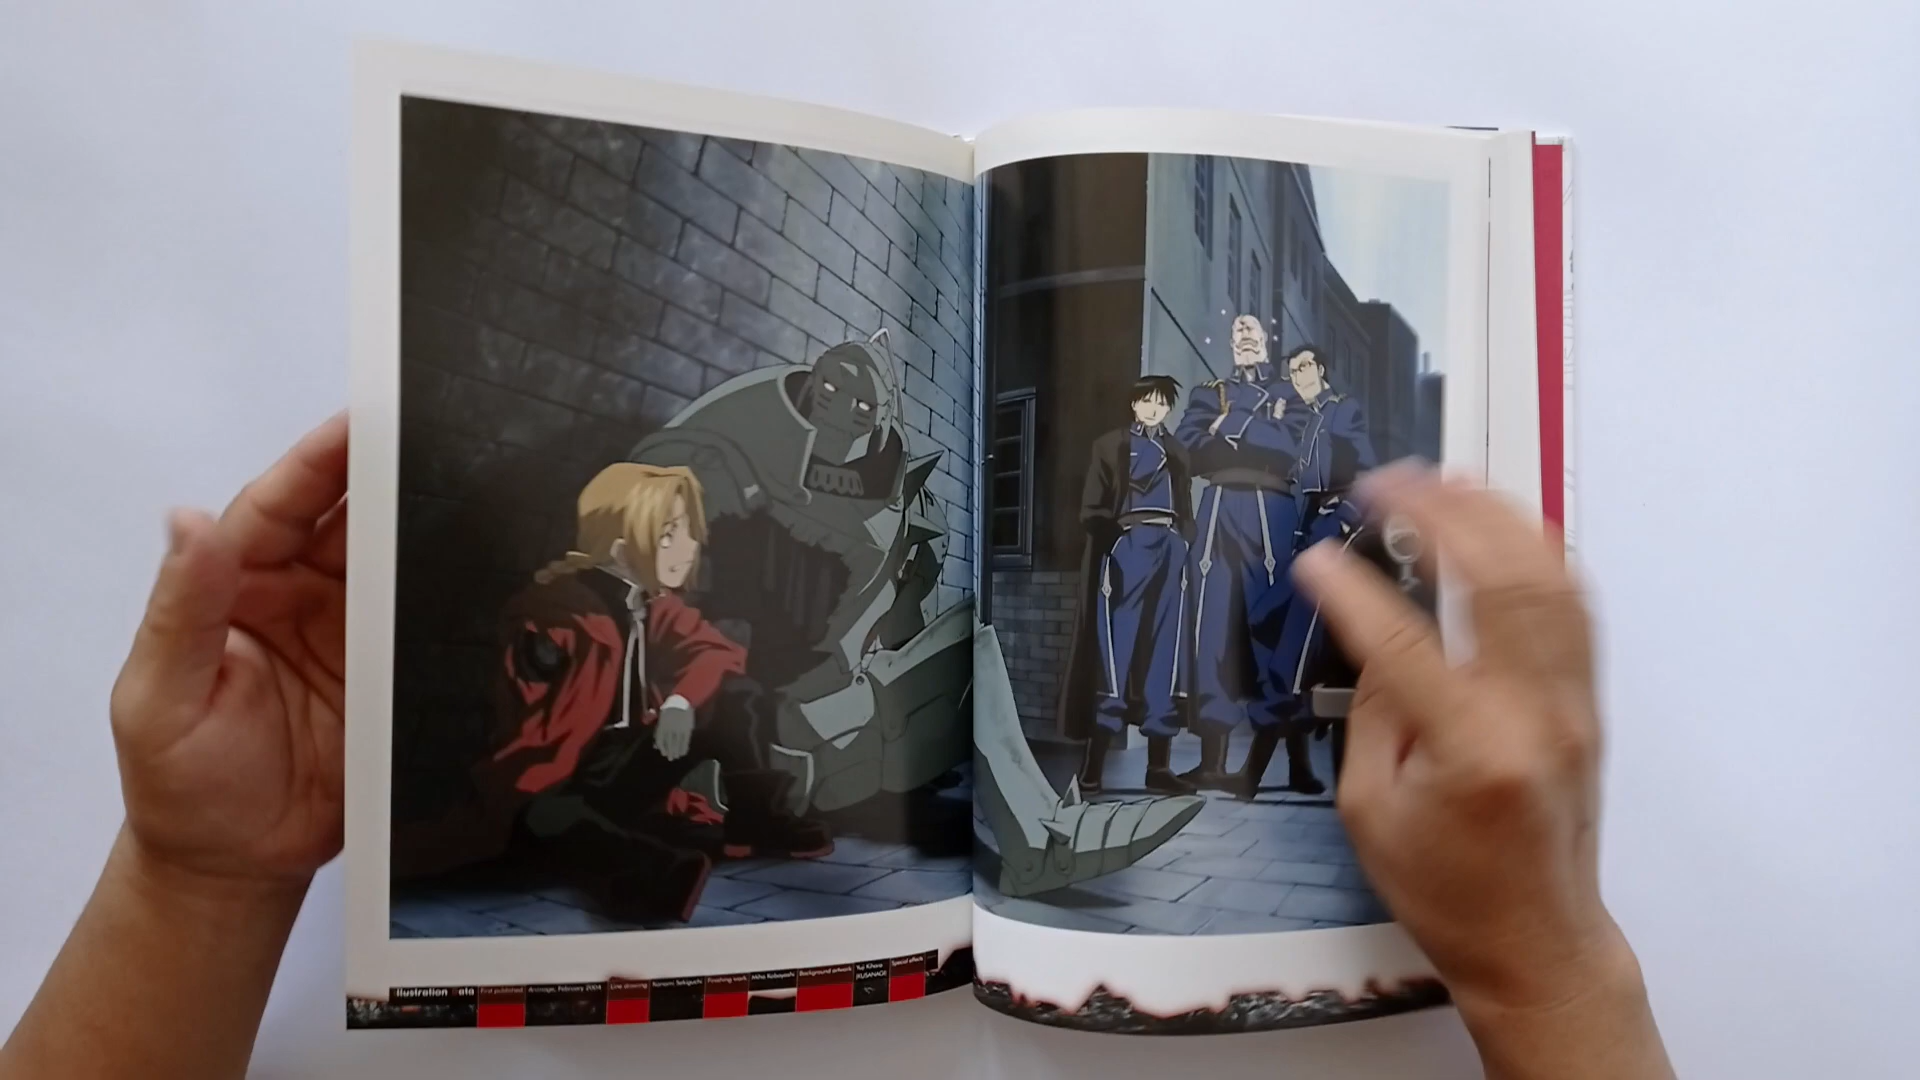 Illustration Data
First published
Animage, February 2004
Line drawing
Kanami Sekiguchi
Finishing work
Miho Kobayashi
Background artwork
Yuji Kihara
(KUSANAGI)
Special effects